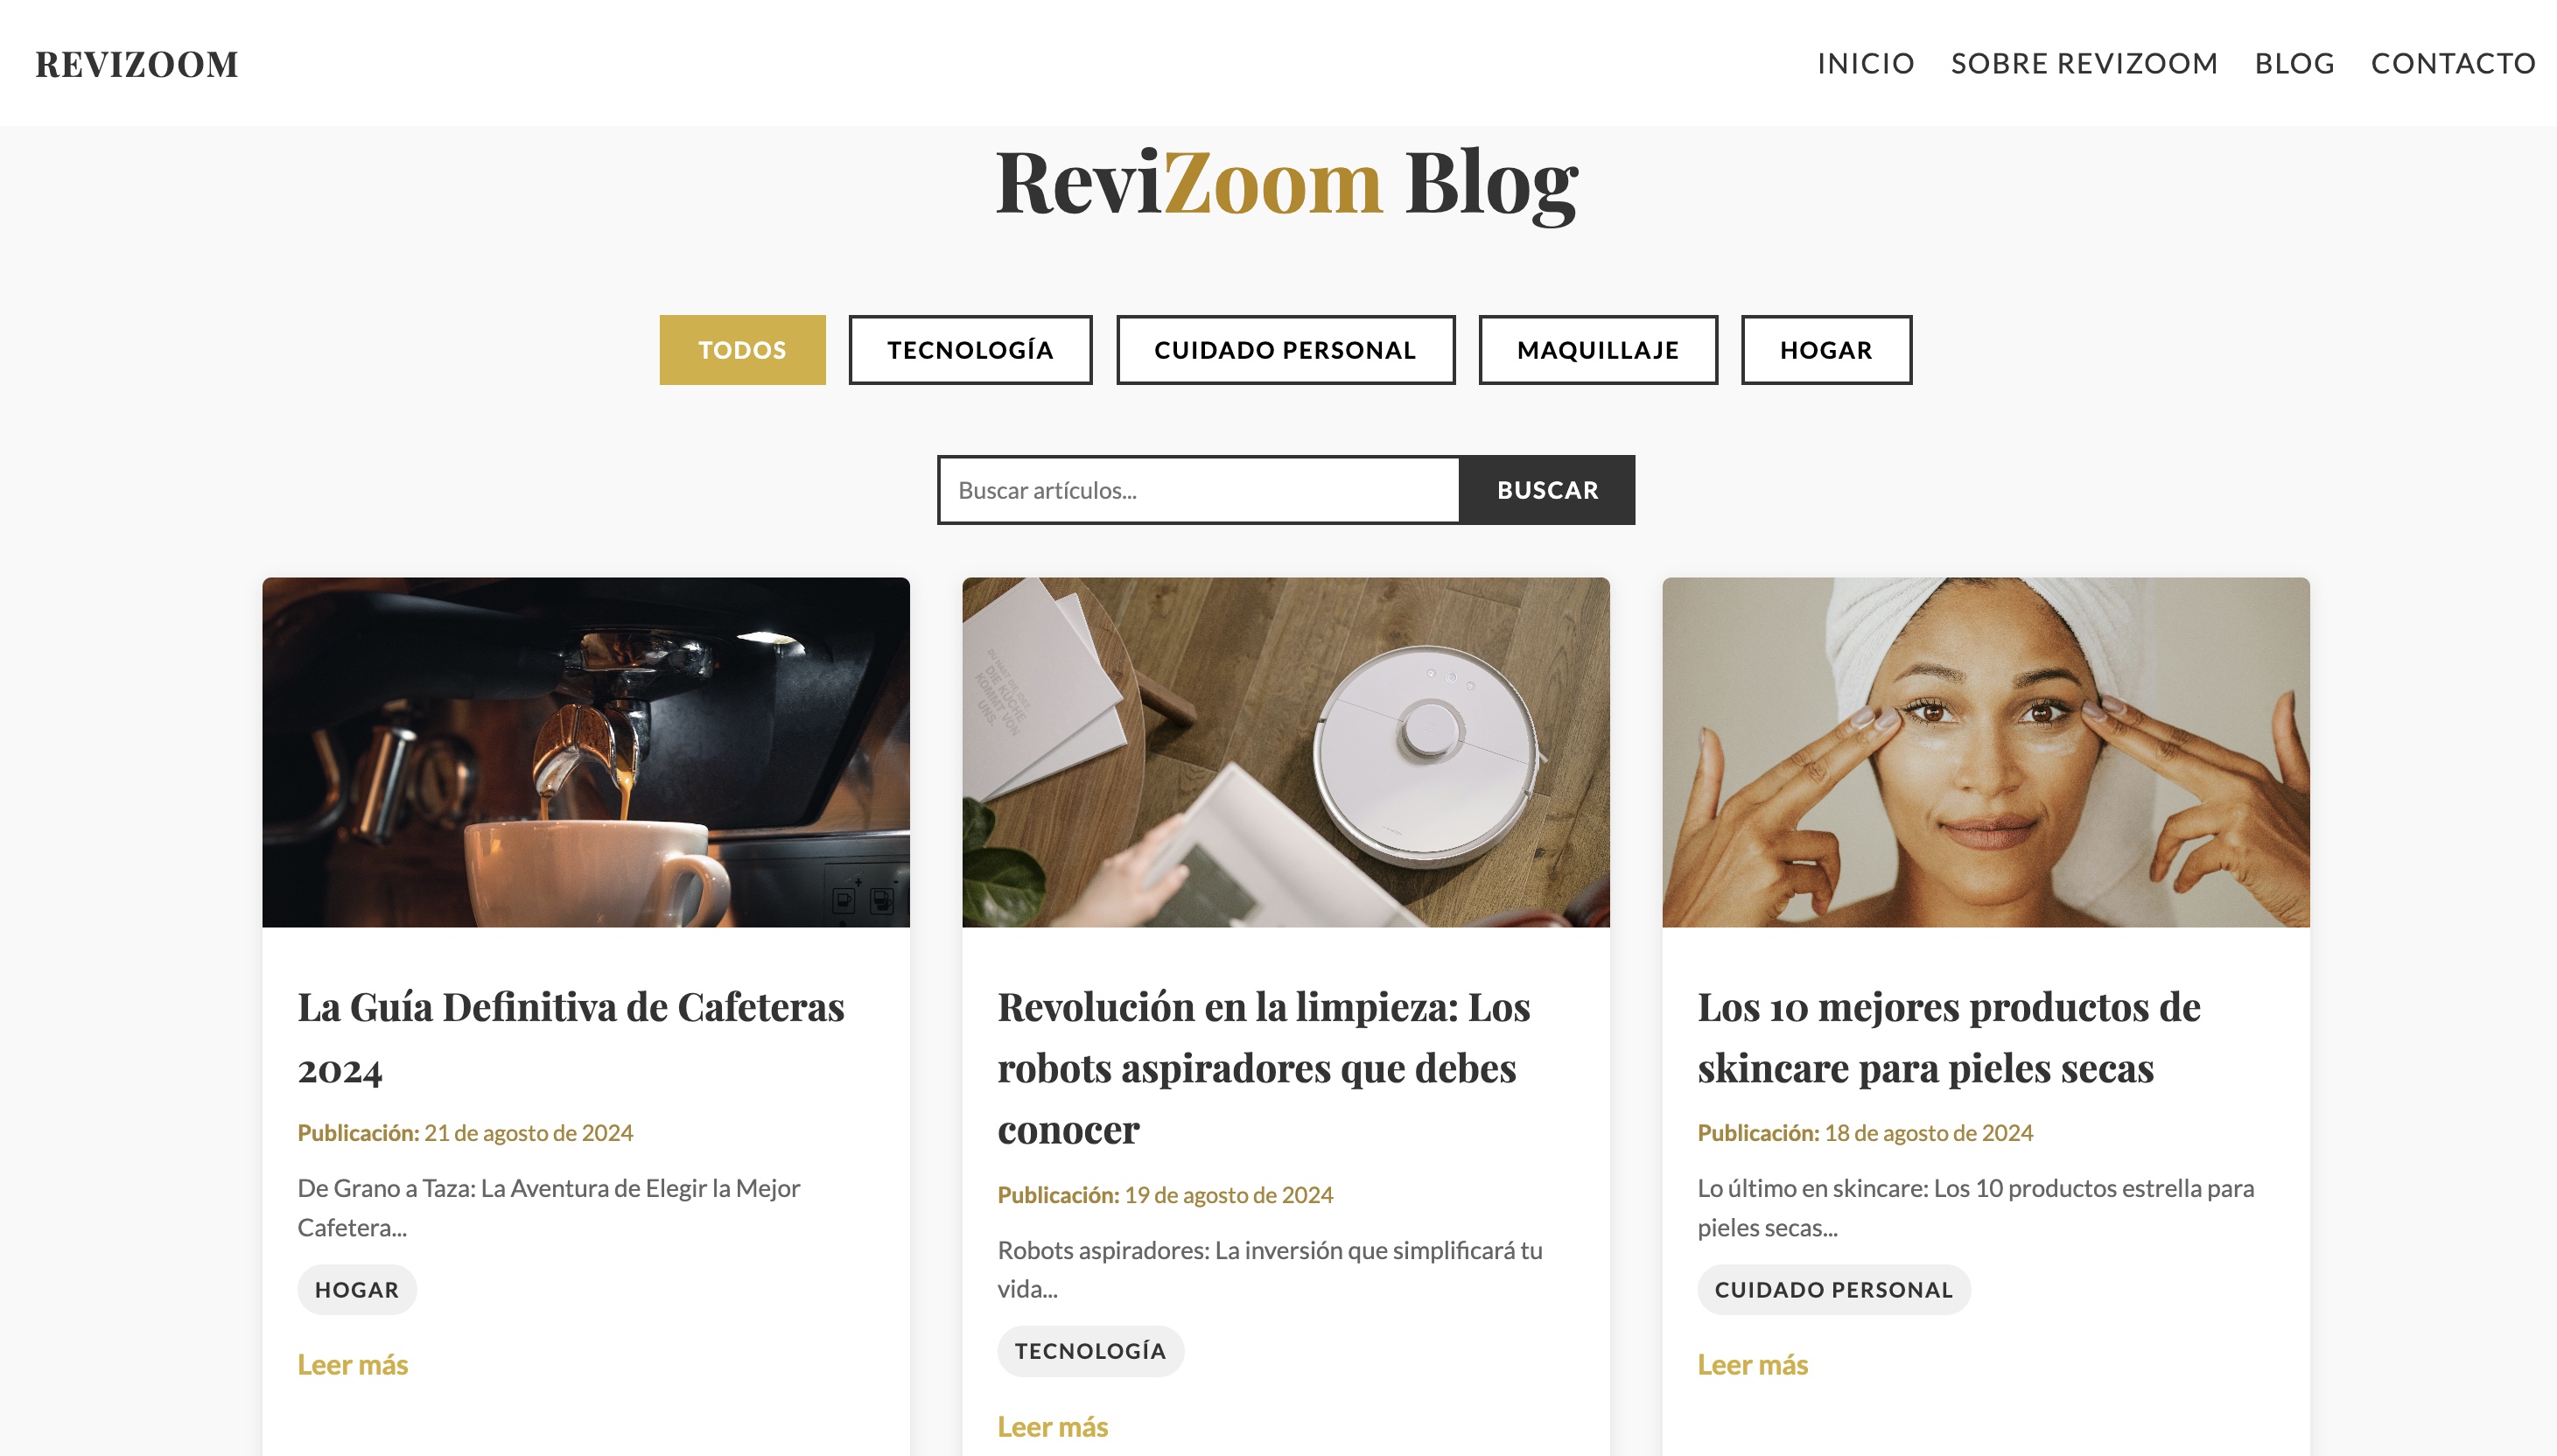 REVIZOOM
INICIO SOBRE REVIZOOM BLOG CONTACTO
ReviZoom Blog
TODOS TECNOLOGÍA CUIDADO PERSONAL MAQUILLAJE HOGAR
Buscar artículos... BUSCAR
DIE KÜCHE
KOMMT VON
UNS.
La Guía Definitiva de Cafeteras
2024
Publicación: 21 de agosto de 2024
De Grano a Taza: La Aventura de Elegir la Mejor
Cafetera...
HOGAR
Leer más
Revolución en la limpieza: Los
robots aspiradores que debes
conocer
Publicación: 19 de agosto de 2024
Robots aspiradores: La inversión que simplificará tu
vida...
TECNOLOGÍA
Leer más
Los 10 mejores productos de
skincare para pieles secas
Publicación: 18 de agosto de 2024
Lo último en skincare: Los 10 productos estrella para
pieles secas...
CUIDADO PERSONAL
Leer más